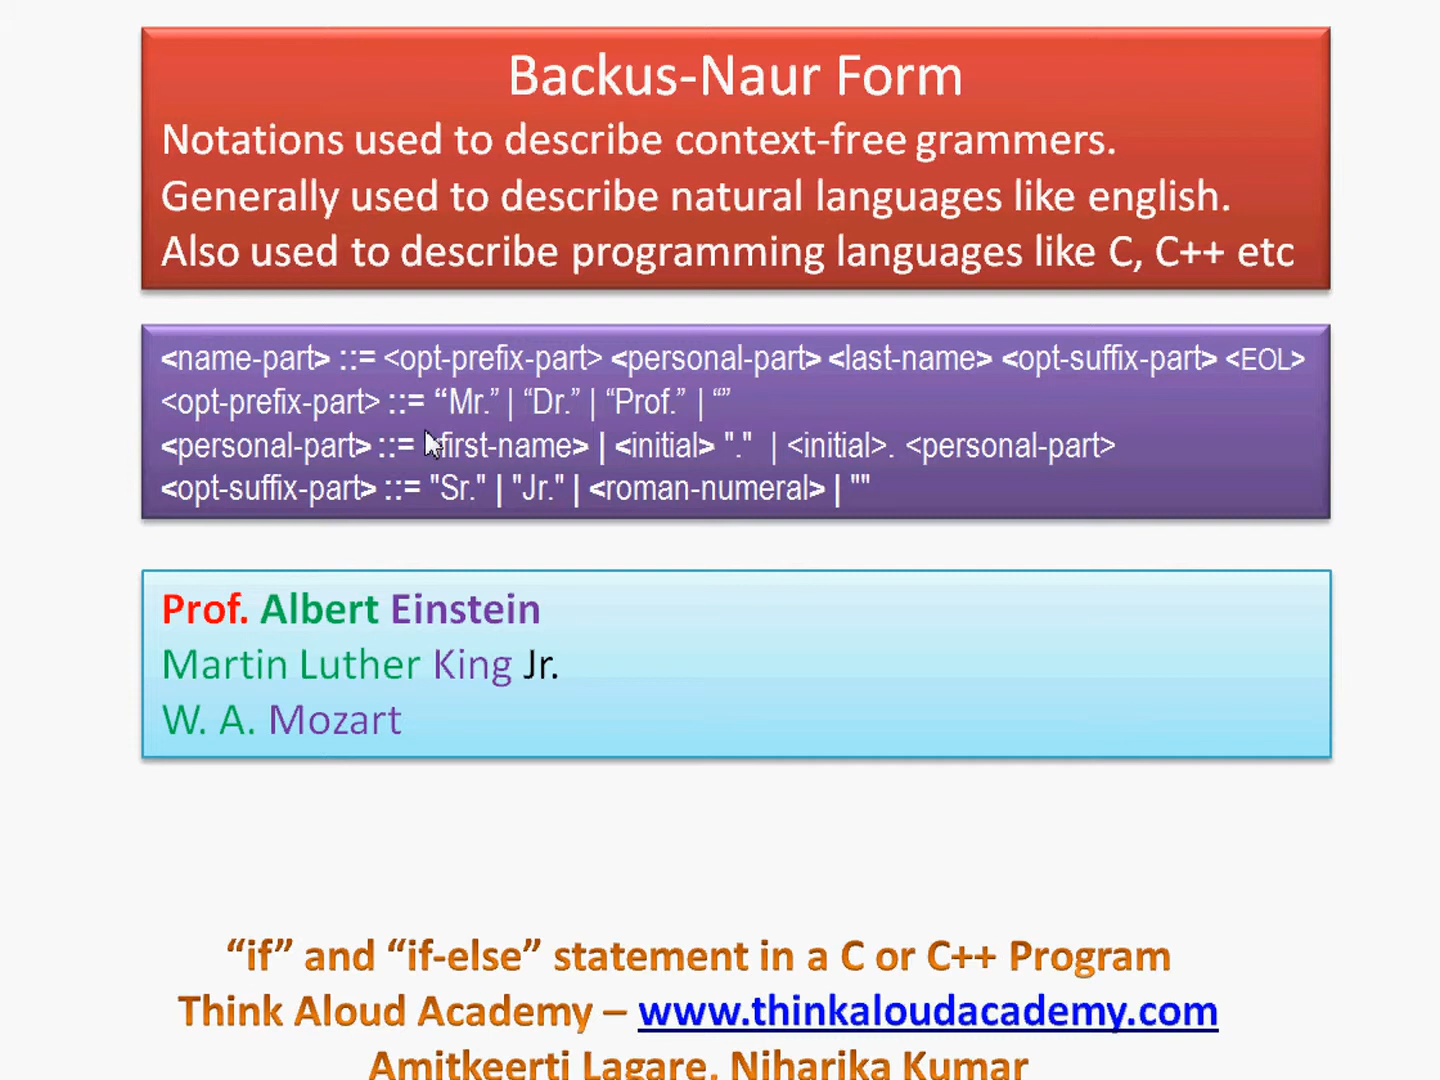 Backus-Naur Form
Notations used to describe context-free grammers.
Generally used to describe natural languages like english.
Also used to describe programming languages like C, C++ etc
<name-part> ::= <opt-prefix-part> <personal-part> <last-name> <opt-suffix-part> <EOL>
<opt-prefix-part> ::= “Mr.” | “Dr.” | “Prof.” | “”
<personal-part> ::= <first-name> | <initial> "." | <initial>. <personal-part>
<opt-suffix-part> ::= "Sr." | "Jr." | <roman-numeral> | ""
Prof. Albert Einstein
Martin Luther King Jr.
W. A. Mozart
“if” and “if-else” statement in a C or C++ Program
Think Aloud Academy – www.thinkaloudacademy.com
Amitkeerti Lagare, Niharika Kumar